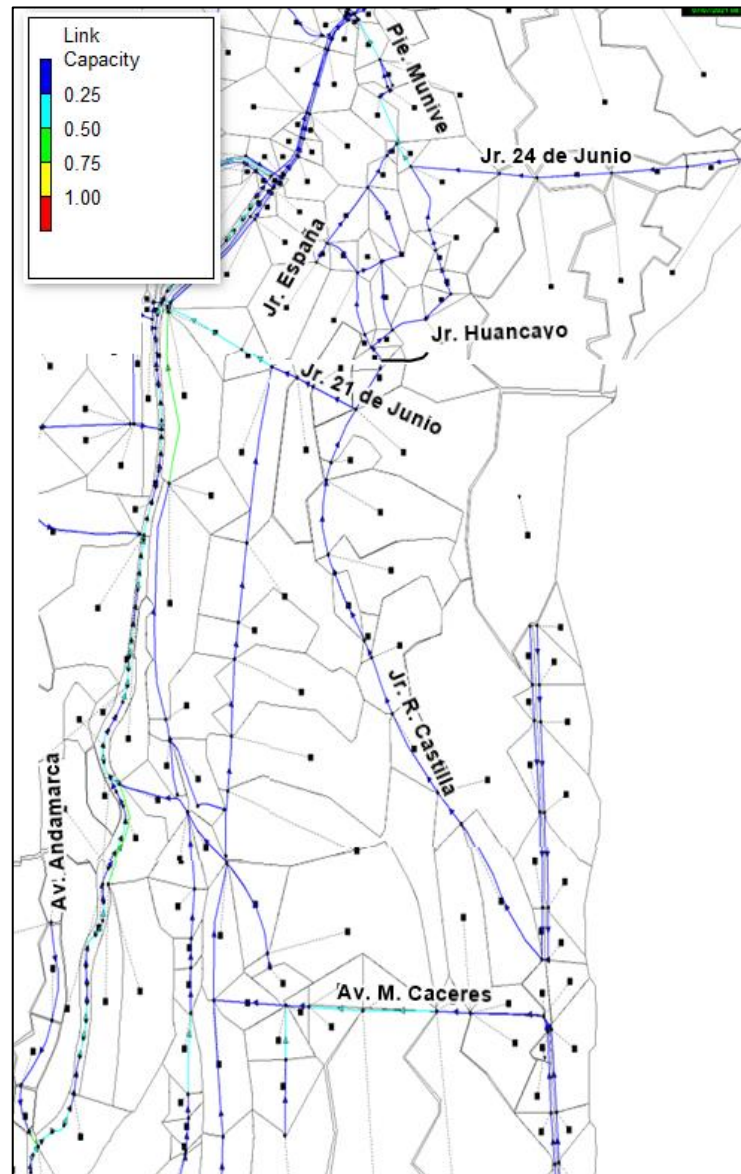 Link
Capacity
0.25
0.50
0.75
1.00
Pje. Munive
Jr. 24 de Junio
Jr. España
Jr. Huancayo
Jr. 21 de Junio
Jr. R. Castilla
Av. Andamarca
Av. M. Caceres